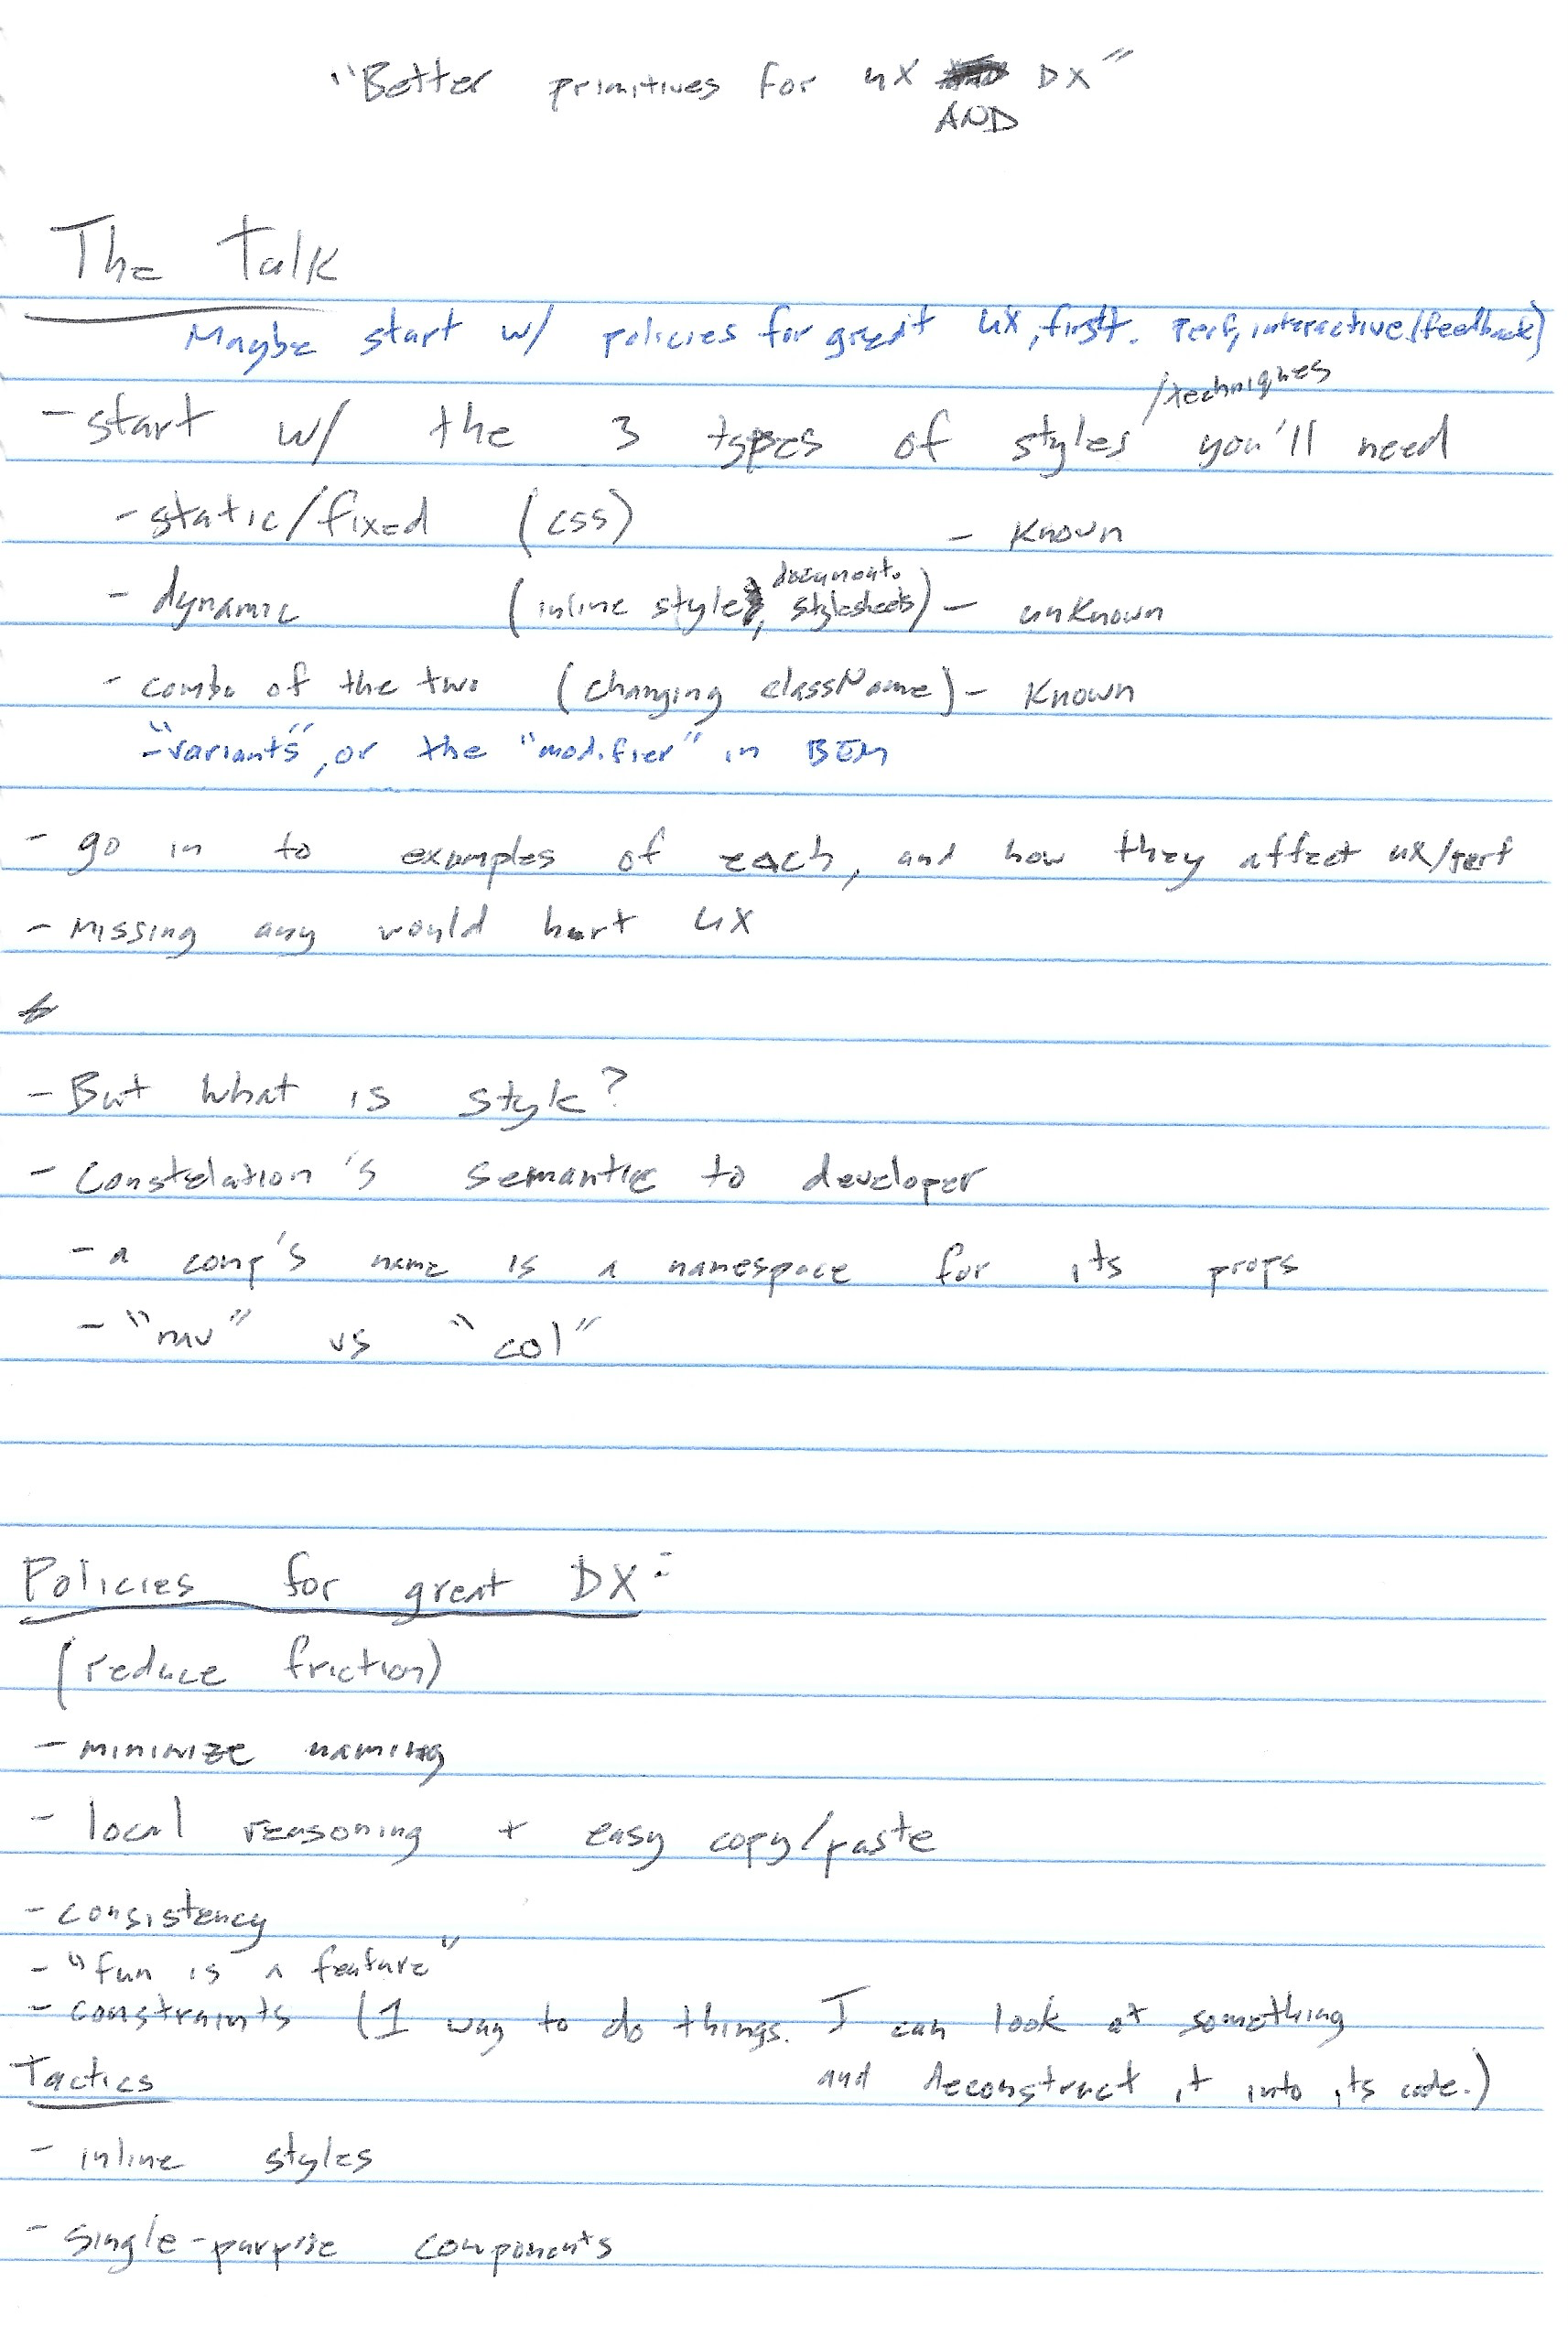 "Better primitives for UX AND DX"
The Talk
Maybe start w/ policies for great UX, first. Perf, interactive (feedback)
- start w/ the 3 types of styles /techniques you'll need
- static/fixed (css) - Known
- dynamic (inline style, document. stylesheets) - unknown
- combo of the two (changing className) - Known
- "variants", or the "modifier" in BEM
- go in to examples of each, and how they affect UX/perf
- Missing any would hurt UX
- But what is style?
- Constelation's semantic to developer
- a comp's name is a namespace for its props
- "nav" vs "col"
Policies for great DX:
(reduce friction)
- minimize naming
- local reasoning + easy copy/paste
- consistency
- "fun is a feature"
- constraints (1 way to do things. I can look at something
and deconstruct it into its code.)
Tactics
- inline styles
- single-purpose components